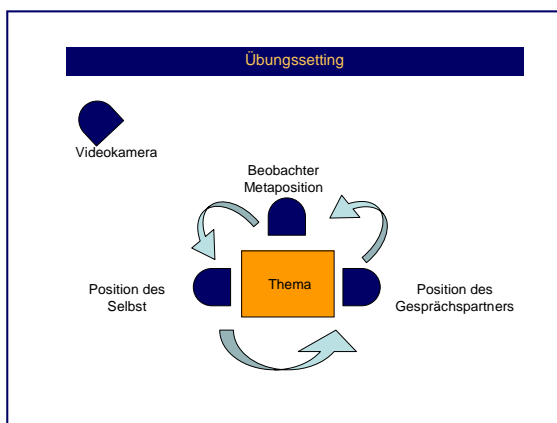 Übungssetting
Videokamera
Beobachter
Metaposition
Position des
Selbst
Thema
Position des
Gesprächspartners